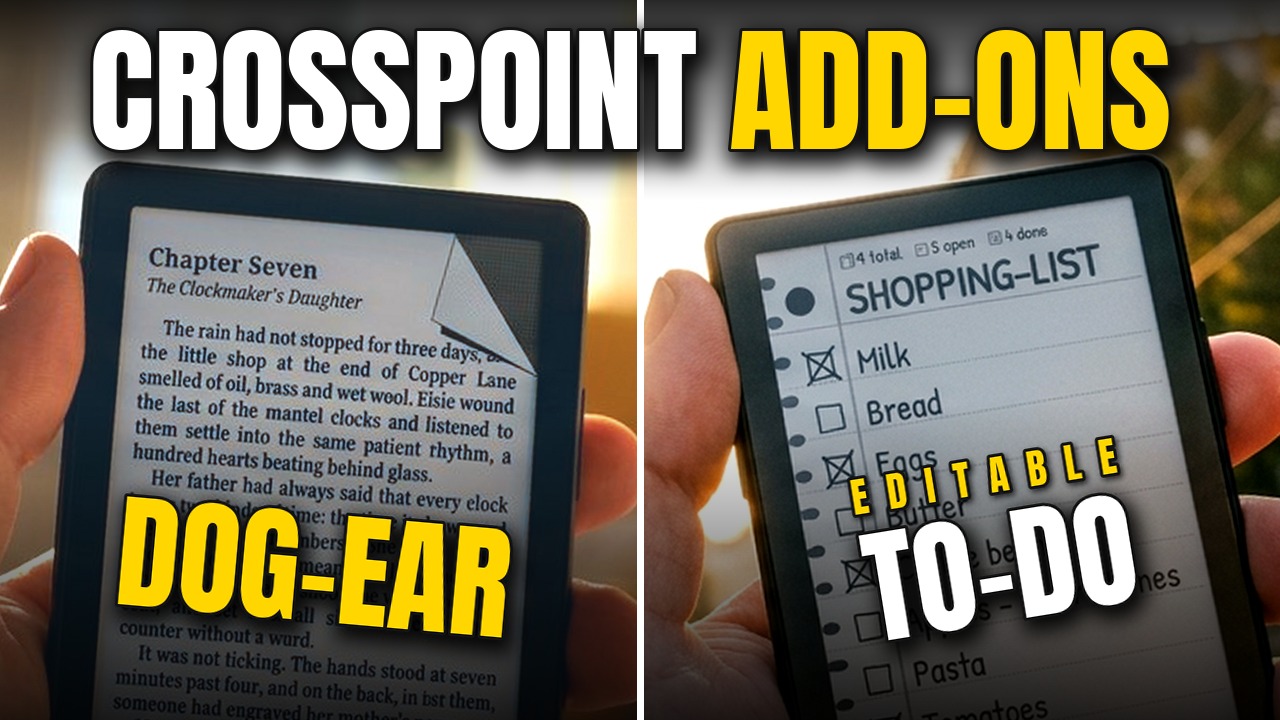 CROSSPOINT ADD-ONS
Chapter Seven
The Clockmaker's Daughter
The rain had not stopped for three days,
the little shop at the end of Copper Lane
smelled of oil, brass and wet wool. Elsie wound
the last of the mantel clocks and listened to
them settle into the same patient rhythm, a
hundred hearts beating behind glass.
Her father had always said that every clock
counter without a wurd.
It was not ticking. The hands stood at seven
minutes past four, and on the back, in
someone had engraved her mother's
DOG-EAR
4 total 5 open 4 done
SHOPPING-LIST
Milk
Bread
Eggs
Butter
Pasta
Tomatoes
EDITABLE
TO-DO